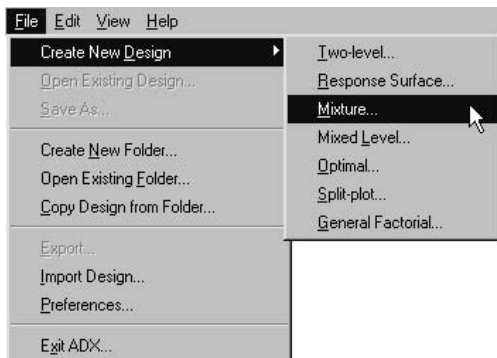 File Edit View Help
Create New Design
Open Existing Design...
Save As...
Create New Folder...
Open Existing Folder...
Copy Design from Folder...
Export...
Import Design...
Preferences...
Exit ADX...
Two-level...
Response Surface...
Mixture...
Mixed Level...
Optimal...
Split-plot...
General Factorial...